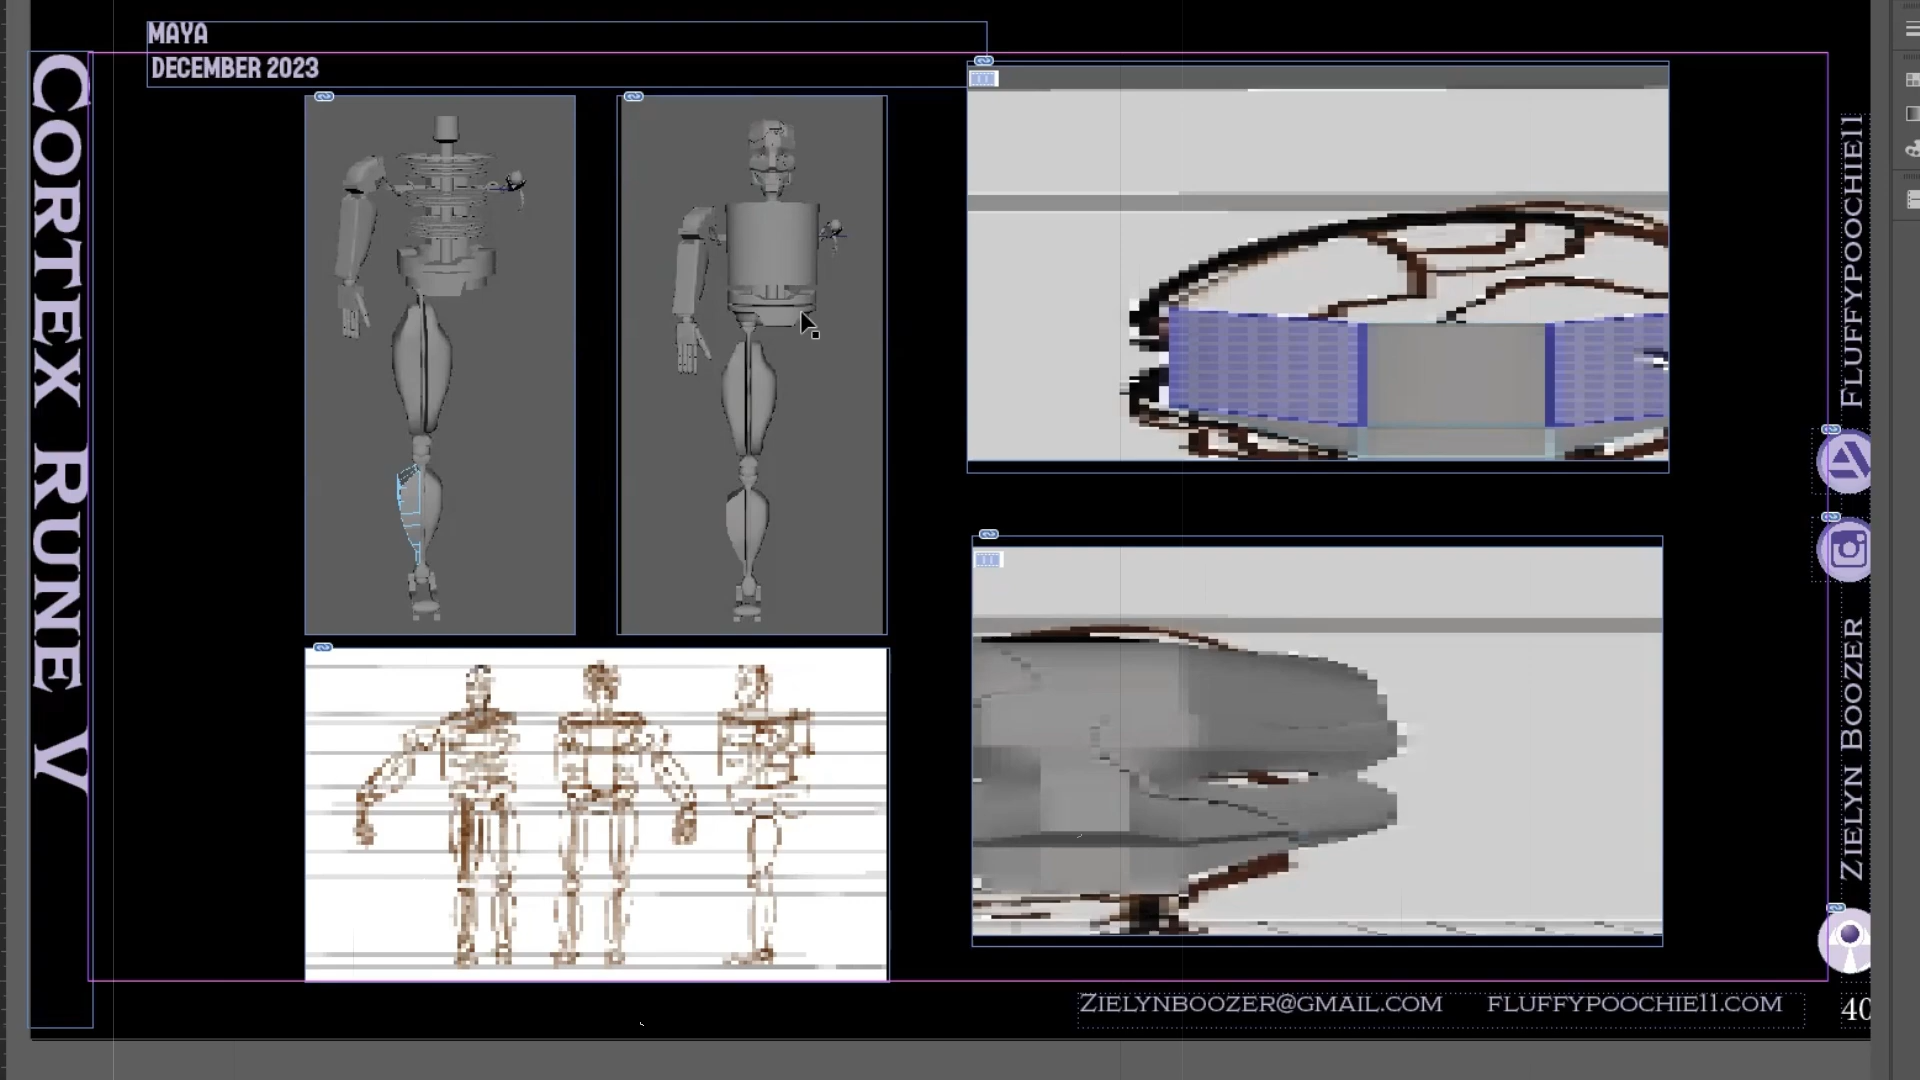 MAYA
DECEMBER 2023
CORTEX RUNE V
FLUFFYPOOCHIE11
ZIELYN BOOZER
ZIELYNBOOZER@GMAIL.COM
FLUFFYPOOCHIE11.COM
40